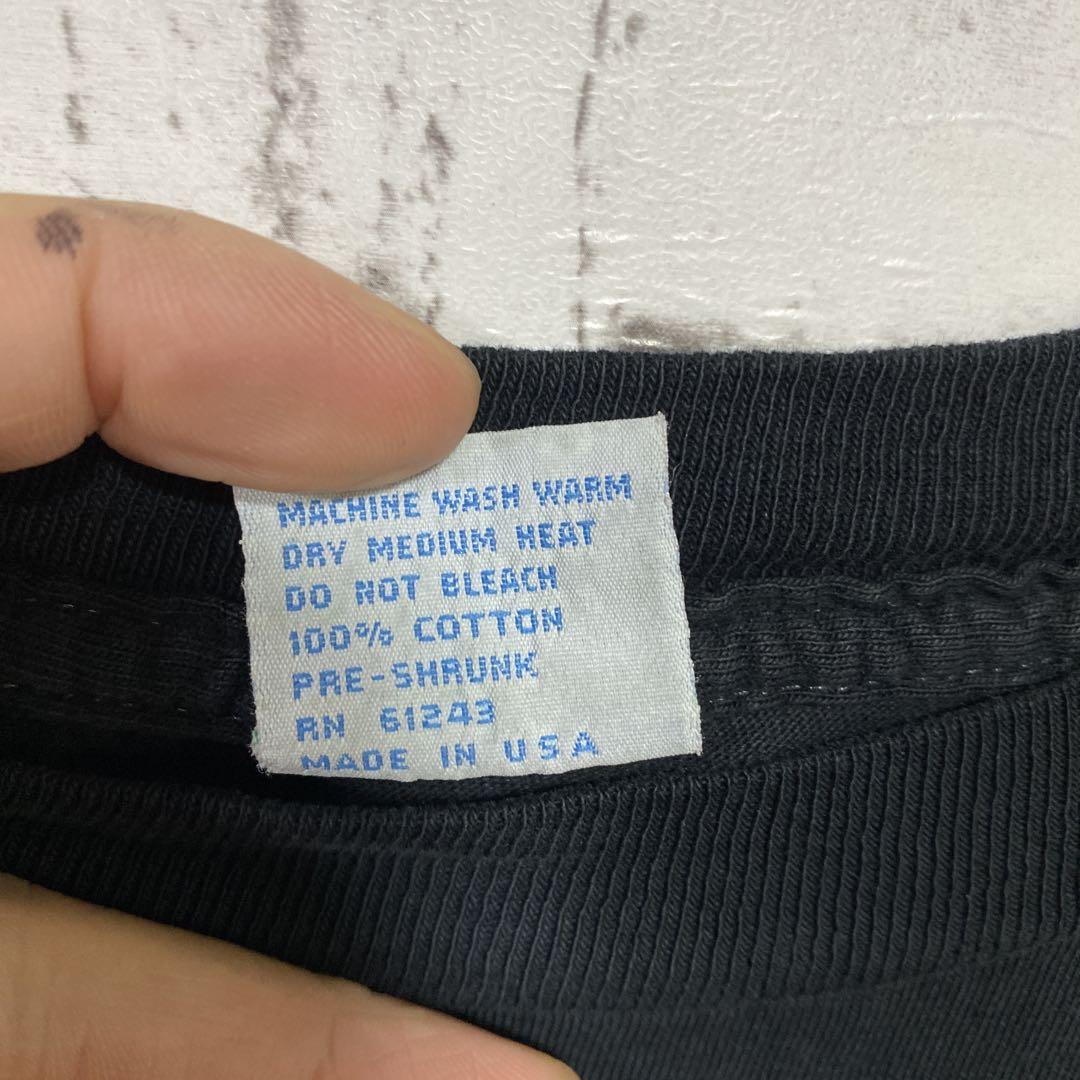 MACHINE WASH WARM
DRY MEDIUM HEAT
DO NOT BLEACH
100% COTTON
PRE-SHRUNK
RN 61243
MADE IN USA